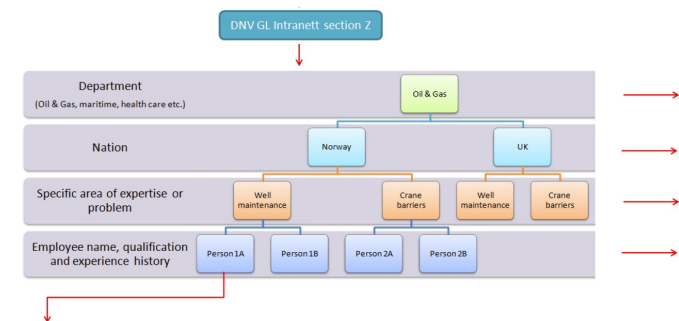 DNV GL Intranett section Z
Department
(Oil & Gas, maritime, health care etc.)
Oil & Gas
Nation
Norway
UK
Specific area of expertise or
problem
Well
maintenance
Crane
barriers
Well
maintenance
Crane
barriers
Employee name, qualification
and experience history
Person 1A
Person 1B
Person 2A
Person 2B